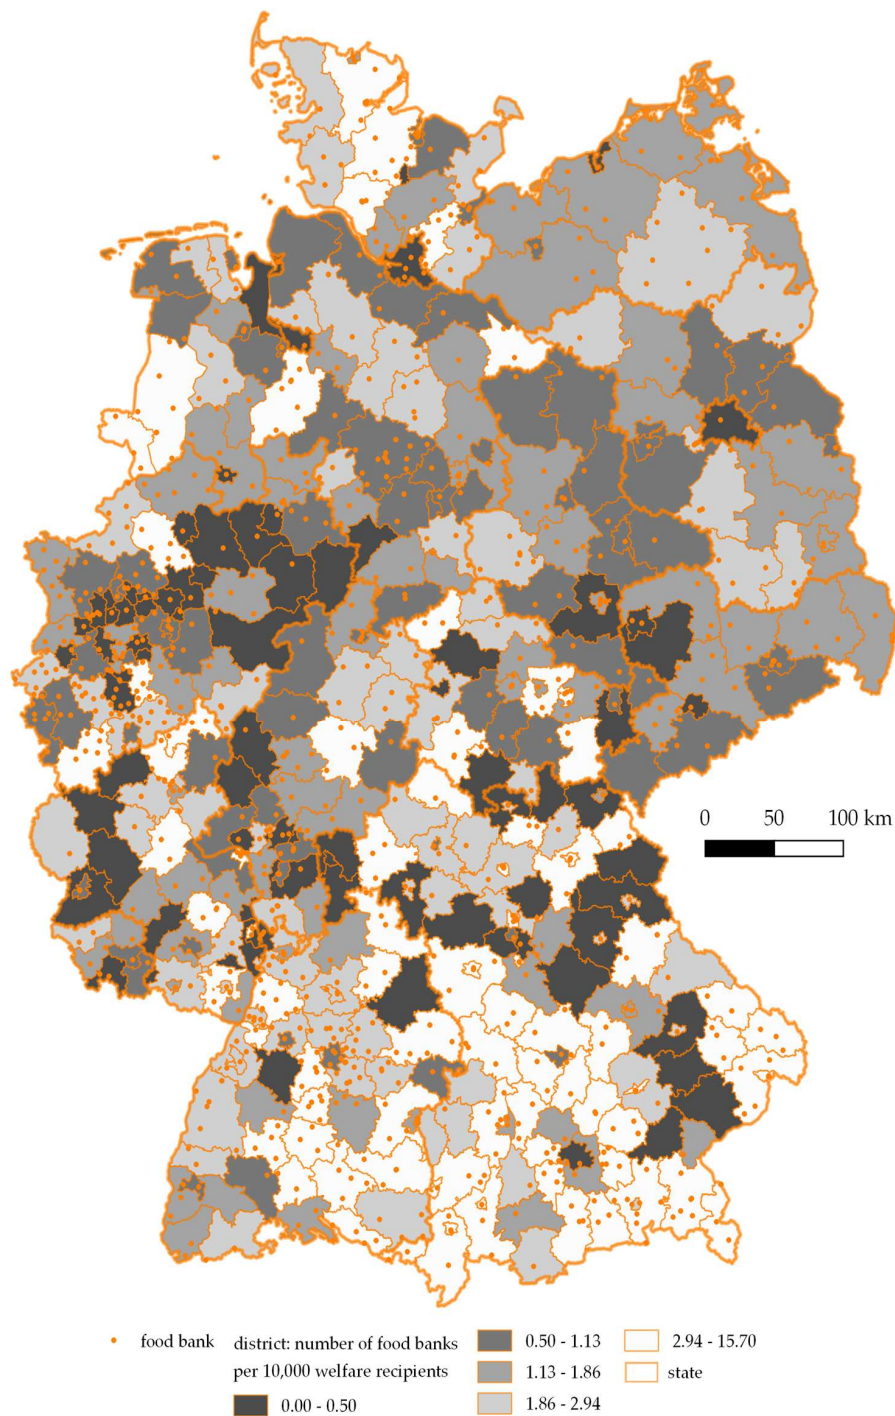 0 50 100 km
food bank
district: number of food banks
per 10,000 welfare recipients
0.00 - 0.50
0.50 - 1.13
1.13 - 1.86
1.86 - 2.94
2.94 - 15.70
state